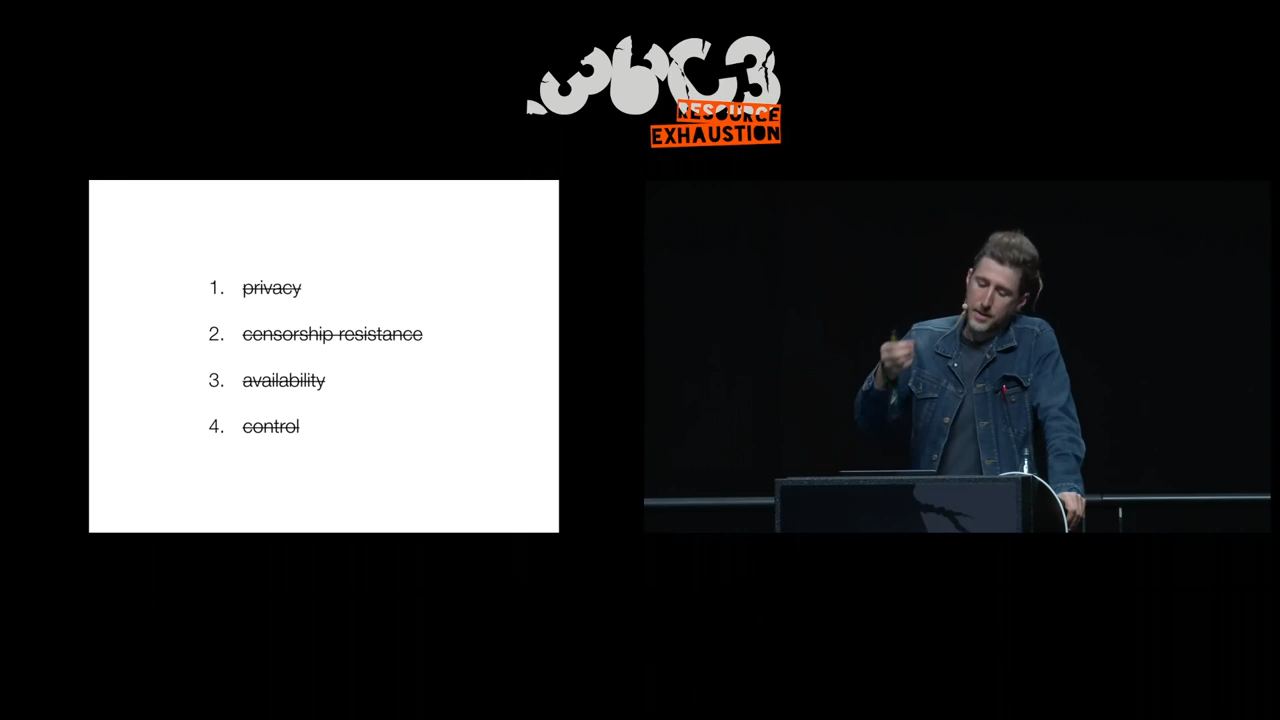 36C3
RESOURCE
EXHAUSTION
1. privacy
2. censorship resistance
3. availability
4. control